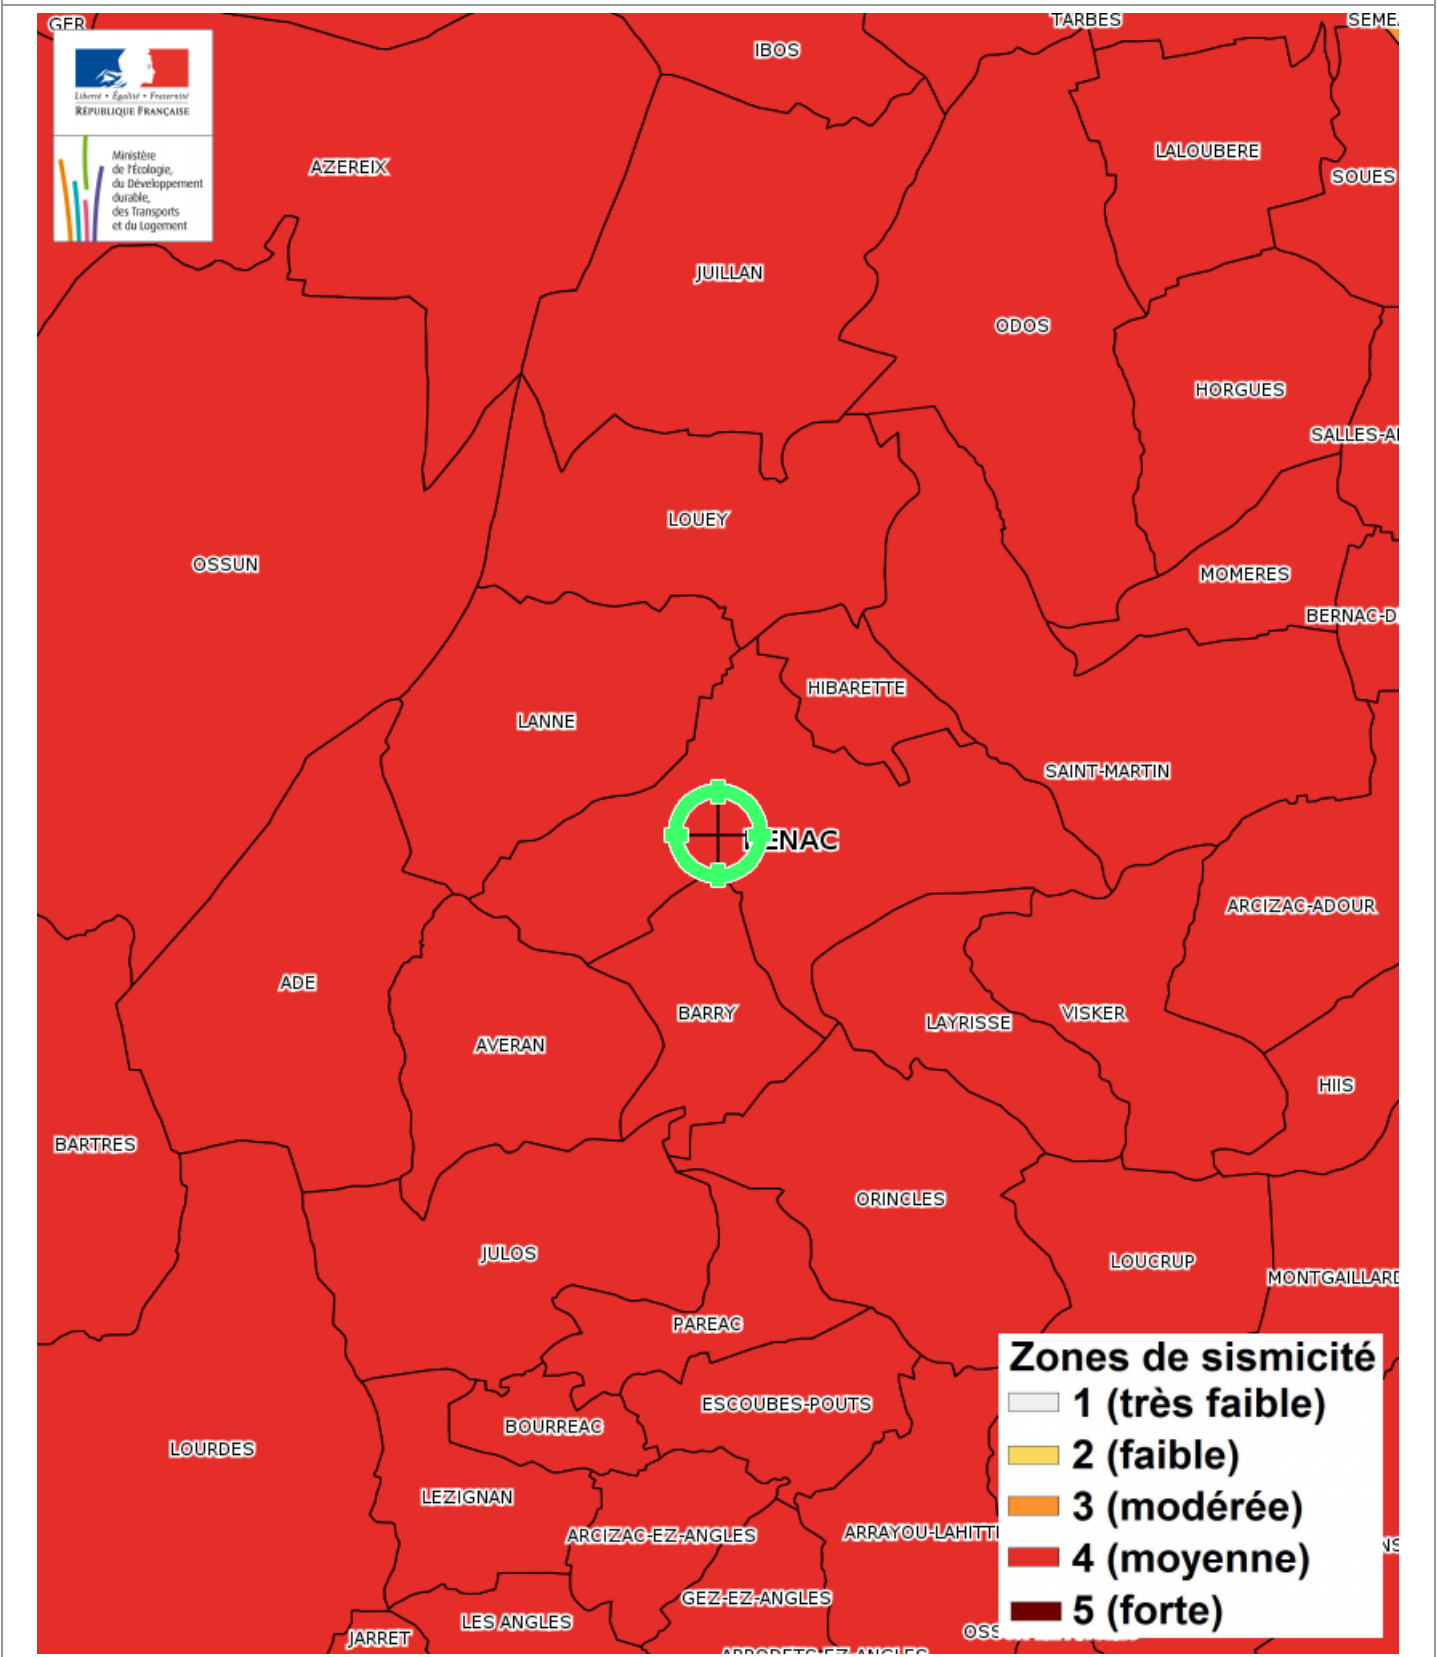 GER
TARBES
SEME
IBOS
Liberté • Égalité • Fraternité
RÉPUBLIQUE FRANÇAISE
Ministère
de l'Écologie,
du Développement
durable,
des Transports
et du Logement
AZEREIX
LALOUBERE
SOUES
JUILLAN
ODOS
HORGUES
SALLES-A
LOUEY
OSSUN
MOMERES
BERNAC-D
HIBARETTE
LANNE
SAINT-MARTIN
BENAC
ARCIZAC-ADOUR
ADE
BARRY
LAYRISSE
VISKER
AVERAN
HIIS
BARTRES
ORINCLES
JULOS
LOUCRUP
MONTGAILLARD
PAREAC
Zones de sismicité
1 (très faible)
2 (faible)
3 (modérée)
4 (moyenne)
5 (forte)
ESCOUBES-POUTS
BOURREAC
LOURDES
LEZIGNAN
ARCIZAC-EZ-ANGLES
ARRAYOU-LAHITT
NS
GEZ-EZ-ANGLES
LES ANGLES
JARRET
OSS